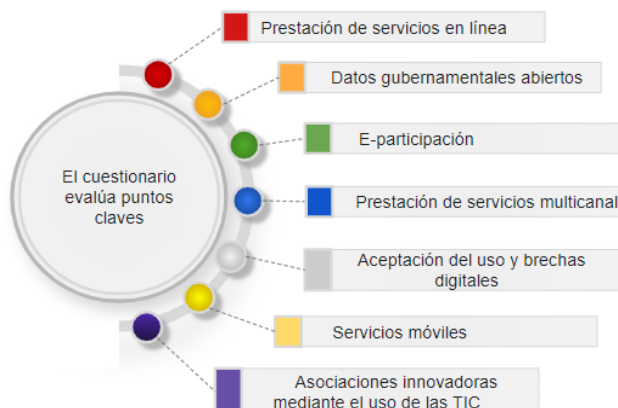 Prestación de servicios en línea
Datos gubernamentales abiertos
E-participación
El cuestionario
evalúa puntos
claves
Prestación de servicios multicanal
Aceptación del uso y brechas
digitales
Servicios móviles
Asociaciones innovadoras
mediante el uso de las TIC